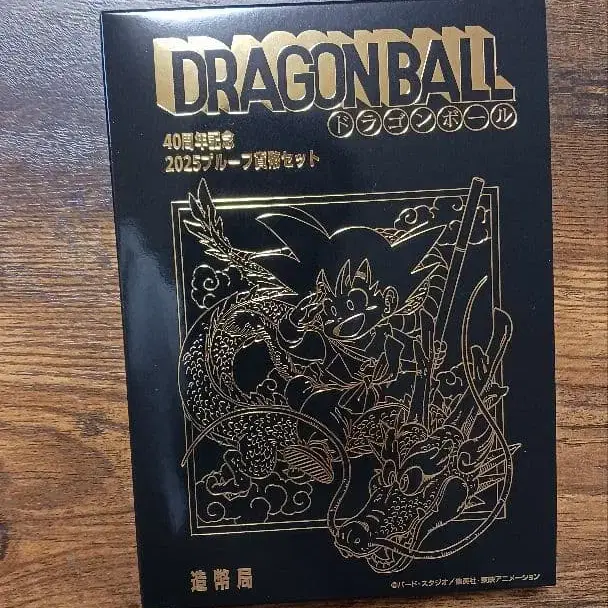 DRAGON BALL
ドラゴンボール
40周年記念
2025プルーフ貨幣セット
造幣局
©バード・スタジオ/集英社・東映アニメーション